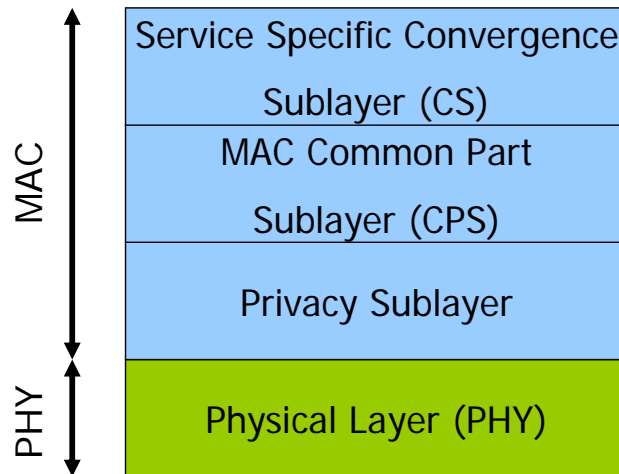 Service Specific Convergence
Sublayer (CS)
MAC Common Part
Sublayer (CPS)
Privacy Sublayer
Physical Layer (PHY)
MAC
PHY